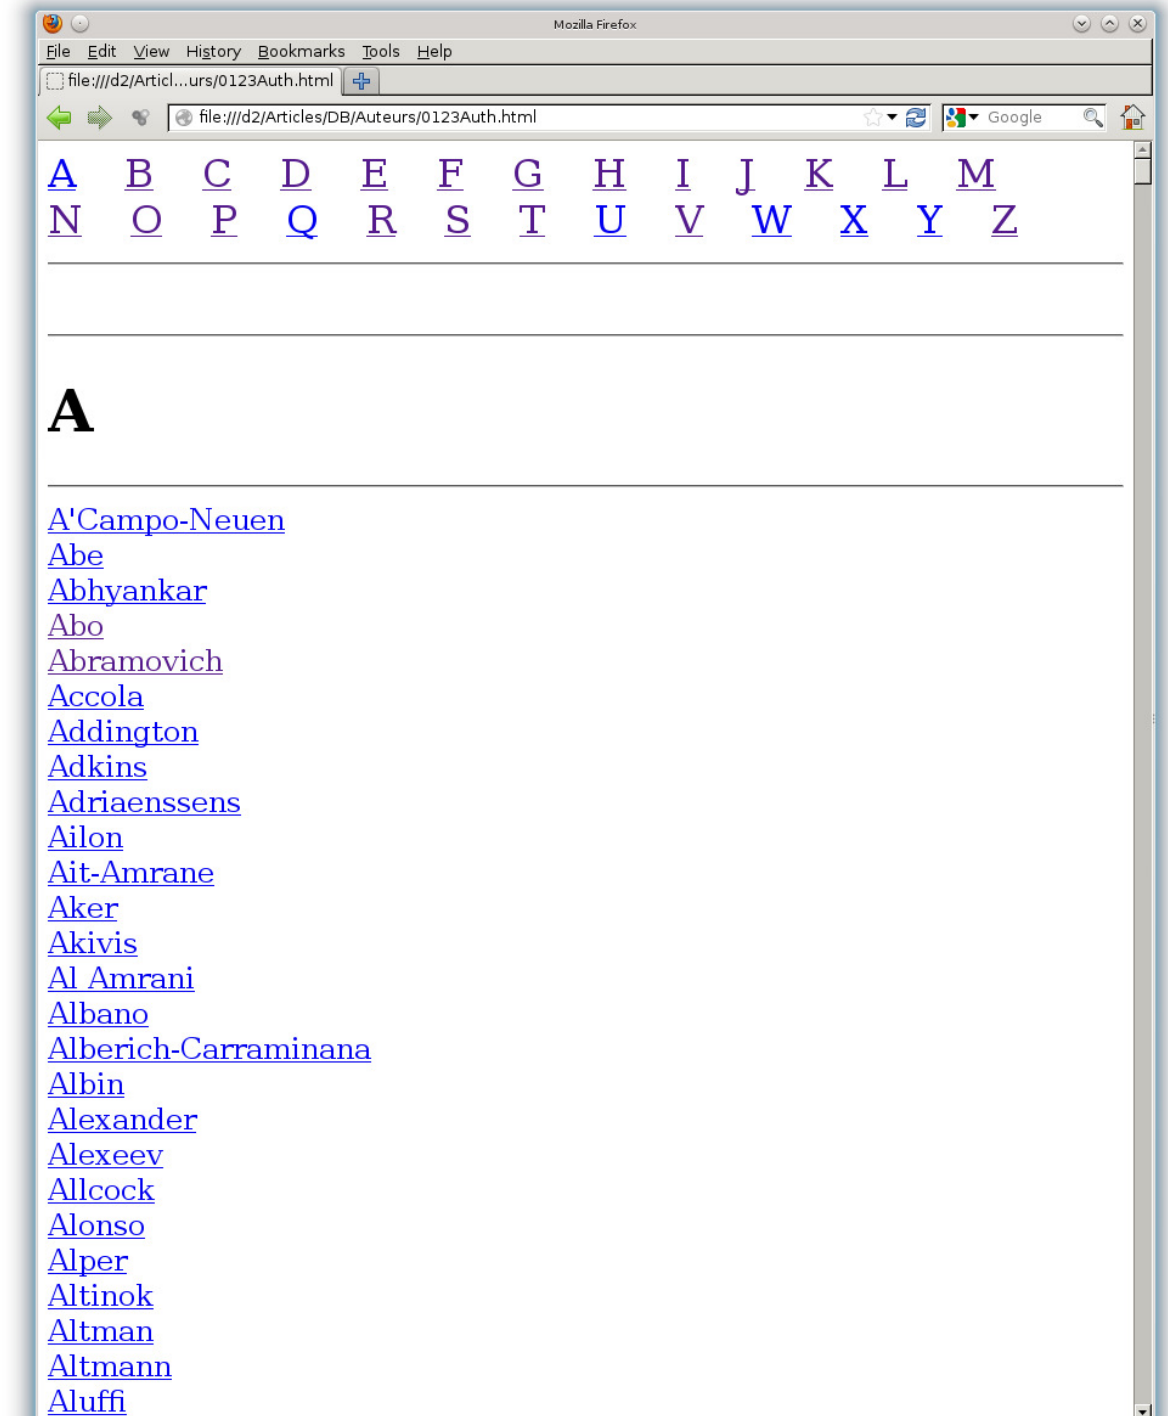 Mozilla Firefox
File Edit View History Bookmarks Tools Help
file:///d2/Articl...urs/0123Auth.html
file:///d2/Articles/DB/Auteurs/0123Auth.html Google
A B C D E F G H I J K L M
N O P Q R S T U V W X Y Z
A
A'Campo-Neuen
Abe
Abhyankar
Abo
Abramovich
Accola
Addington
Adkins
Adriaenssens
Ailon
Ait-Amrane
Aker
Akivis
Al Amrani
Albano
Alberich-Carraminana
Albin
Alexander
Alexeev
Allcock
Alonso
Alper
Altinok
Altman
Altmann
Aluffi